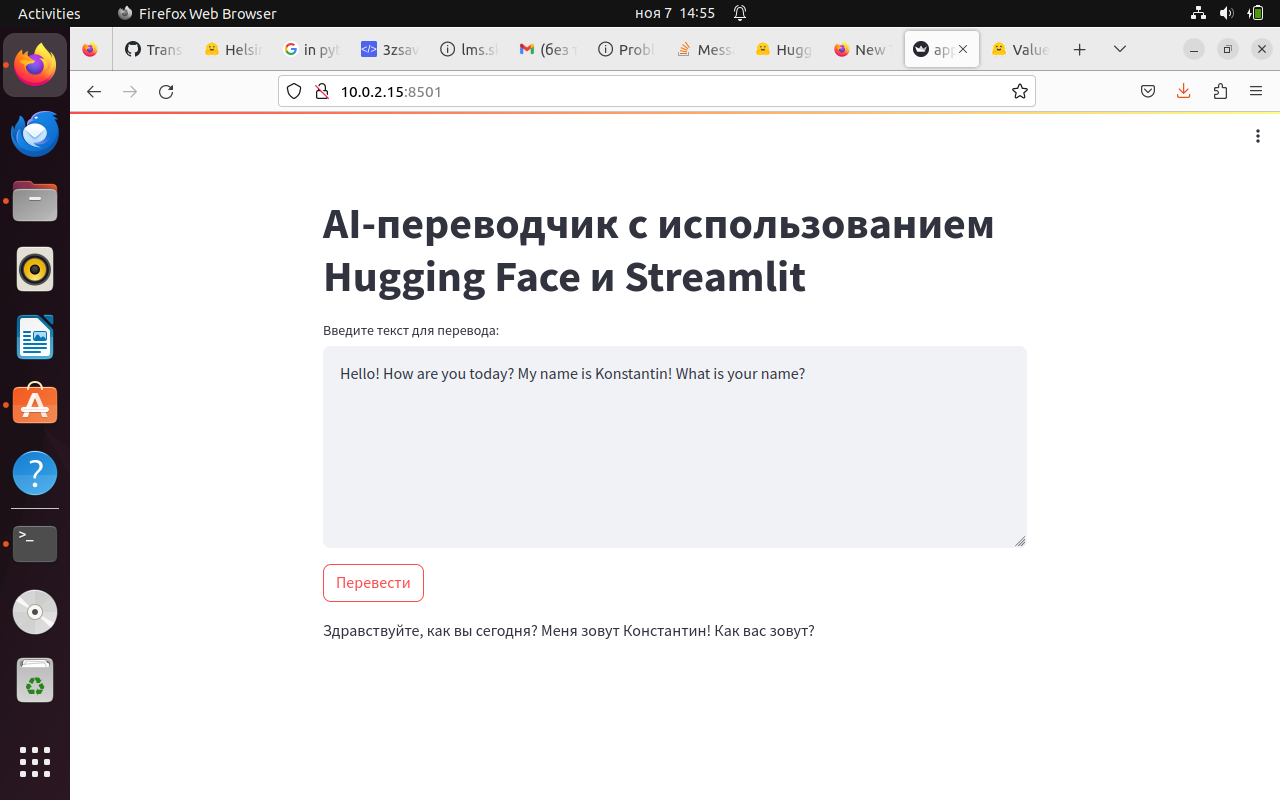 Activities
Firefox Web Browser
ноя 7 14:55
Trans
Helsin
in pyt
3zsav
lms.sk
(без т
Probl
Mess
Hugg
New
app
Value
10.0.2.15:8501
AI-переводчик с использованием
Hugging Face и Streamlit
Введите текст для перевода:
Hello! How are you today? My name is Konstantin! What is your name?
Перевести
Здравствуйте, как вы сегодня? Меня зовут Константин! Как вас зовут?